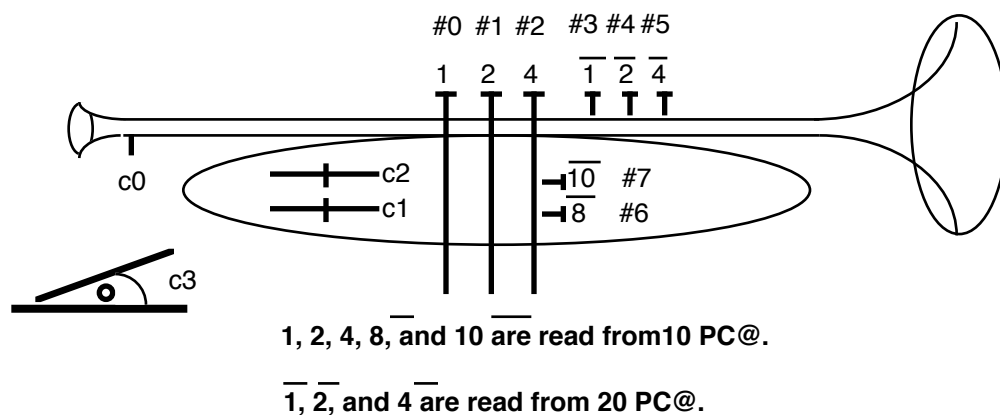 #0 #1 #2 #3 #4 #5
1 2 4 1̅ 2̅ 4̅
c0
c2 1̅0̅ #7
c1 8̅ #6
c3
1, 2, 4, 8, and 10 are read from10 PC@.
1, 2, and 4 are read from 20 PC@.